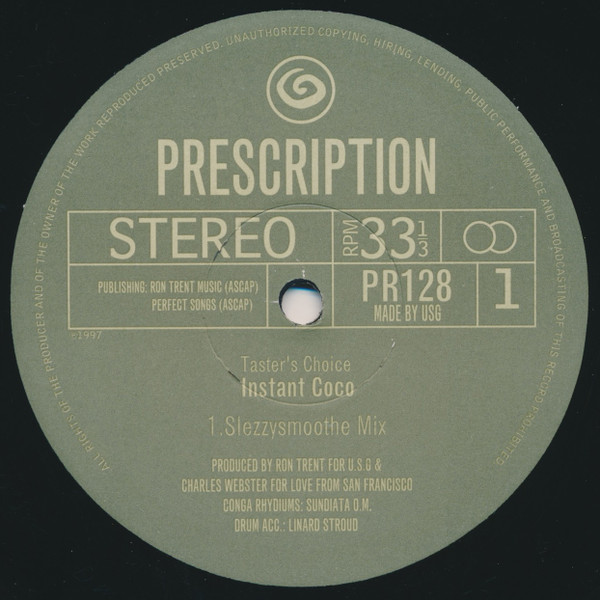 ALL RIGHTS OF THE PRODUCER AND OF THE OWNER OF THE WORK REPRODUCED PRESERVED. UNAUTHORIZED COPYING, HIRING, LENDING, PUBLIC PERFORMANCE AND BROADCASTING OF THIS RECORD PROHIBITED
PRESCRIPTION
STEREO RPM 33 1/3
PUBLISHING: RON TRENT MUSIC (ASCAP)
PERFECT SONGS (ASCAP)
PR128 1
MADE BY USG
℗1997
Taster's Choice
Instant Coco
1.Slezzysmoothe Mix
PRODUCED BY RON TRENT FOR U.S.G &
CHARLES WEBSTER FOR LOVE FROM SAN FRANCISCO
CONGA RHYDIUMS: SUNDIATA O.M.
DRUM ACC.: LINARD STROUD